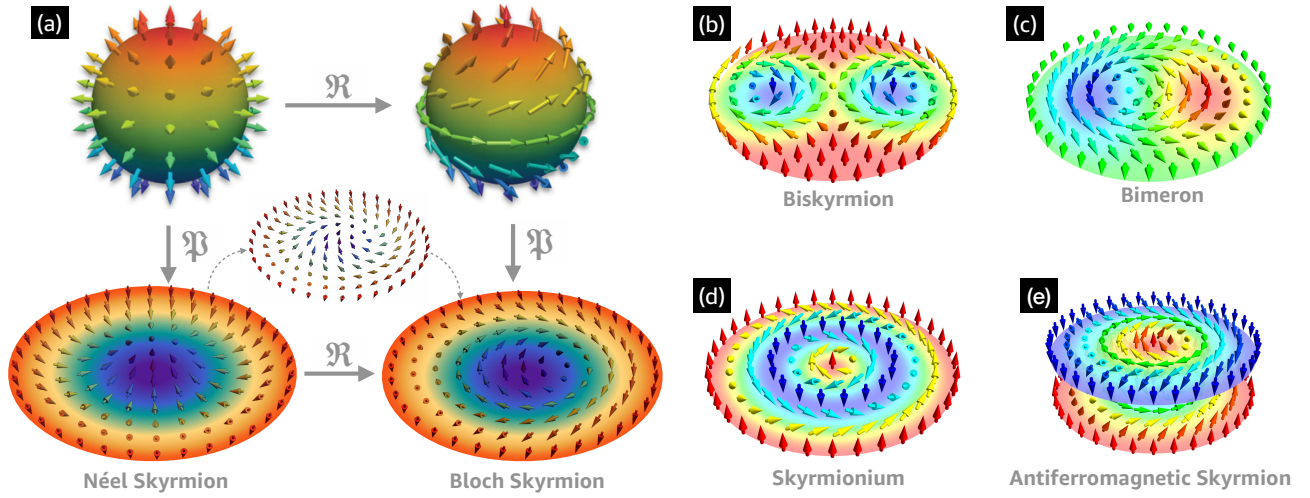 (a)
ℜ
𝔓
𝔓
ℜ
Néel Skyrmion
Bloch Skyrmion
(b)
Biskyrmion
(c)
Bimeron
(d)
Skyrmionium
(e)
Antiferromagnetic Skyrmion